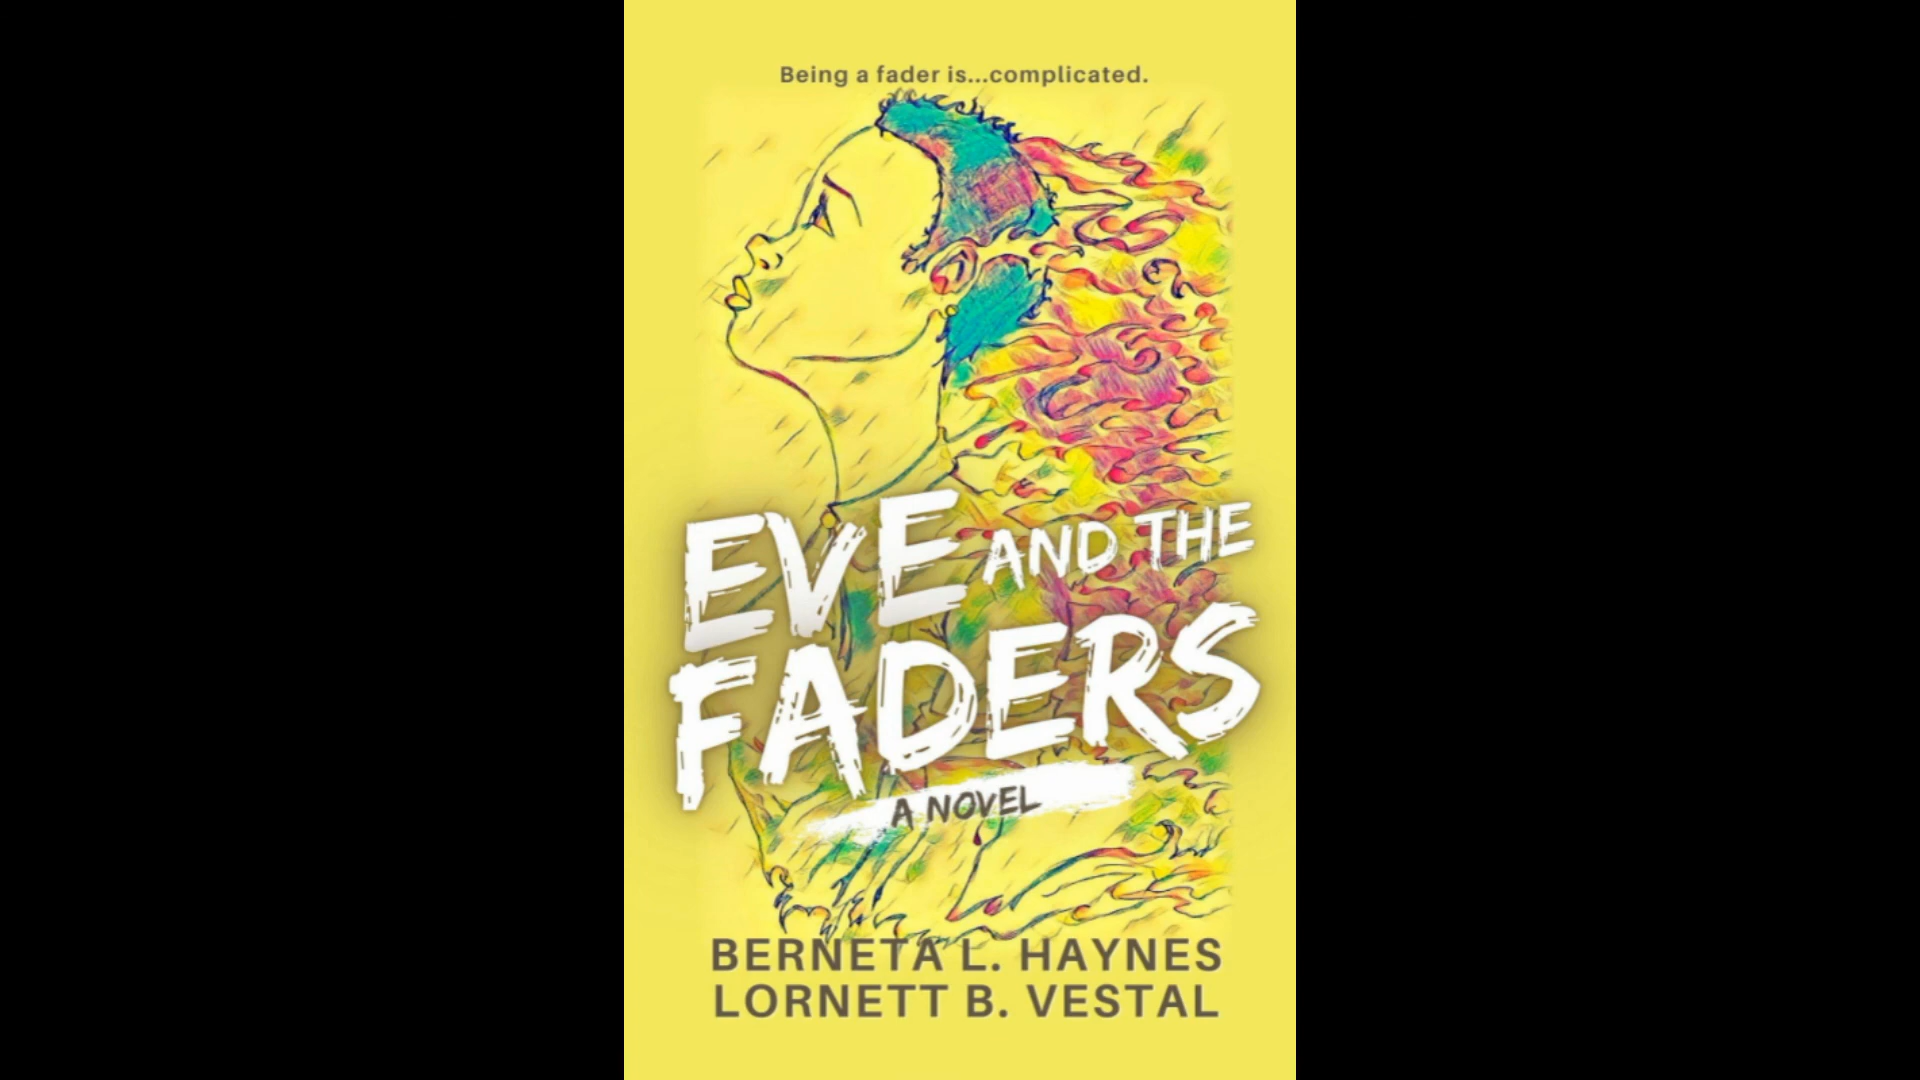 Being a fader is...complicated.
EVE AND THE
FADERS
A NOVEL
BERNETA L. HAYNES
LORNETT B. VESTAL